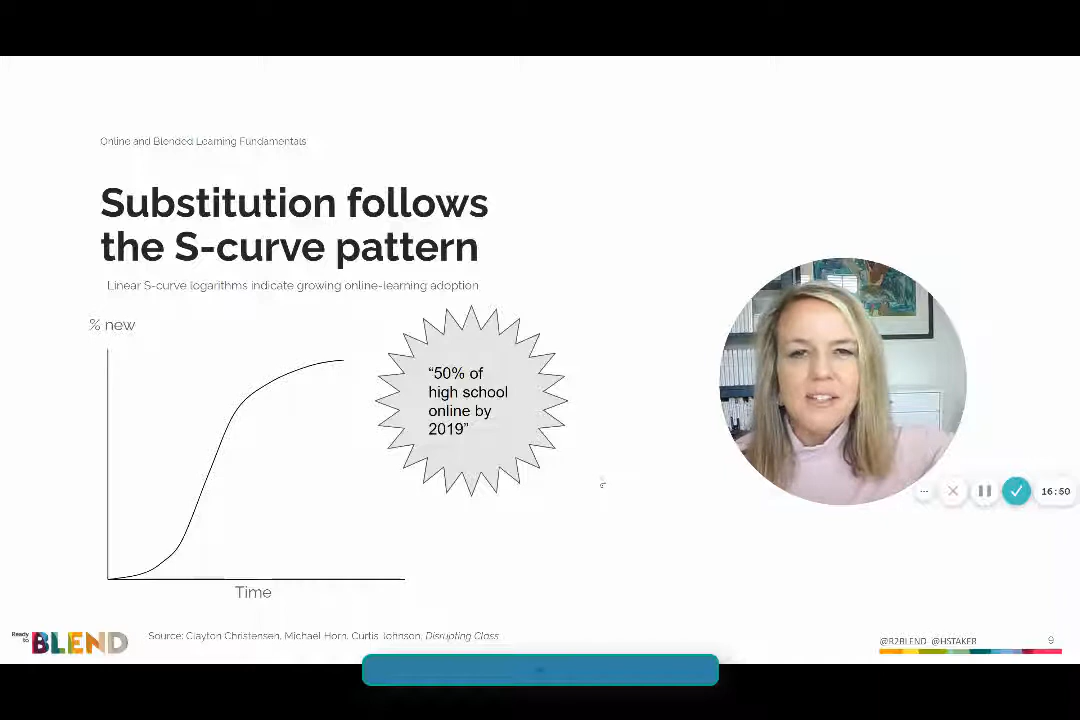 Online and Blended Learning Fundamentals
Substitution follows
the S-curve pattern
Linear S-curve logarithms indicate growing online-learning adoption
% new
“50% of
high school
online by
2019”
16:50
Time
Ready
to
BLEND
Source: Clayton Christensen, Michael Horn, Curtis Johnson, Disrupting Class
@R2BLEND @HSTAKER
9